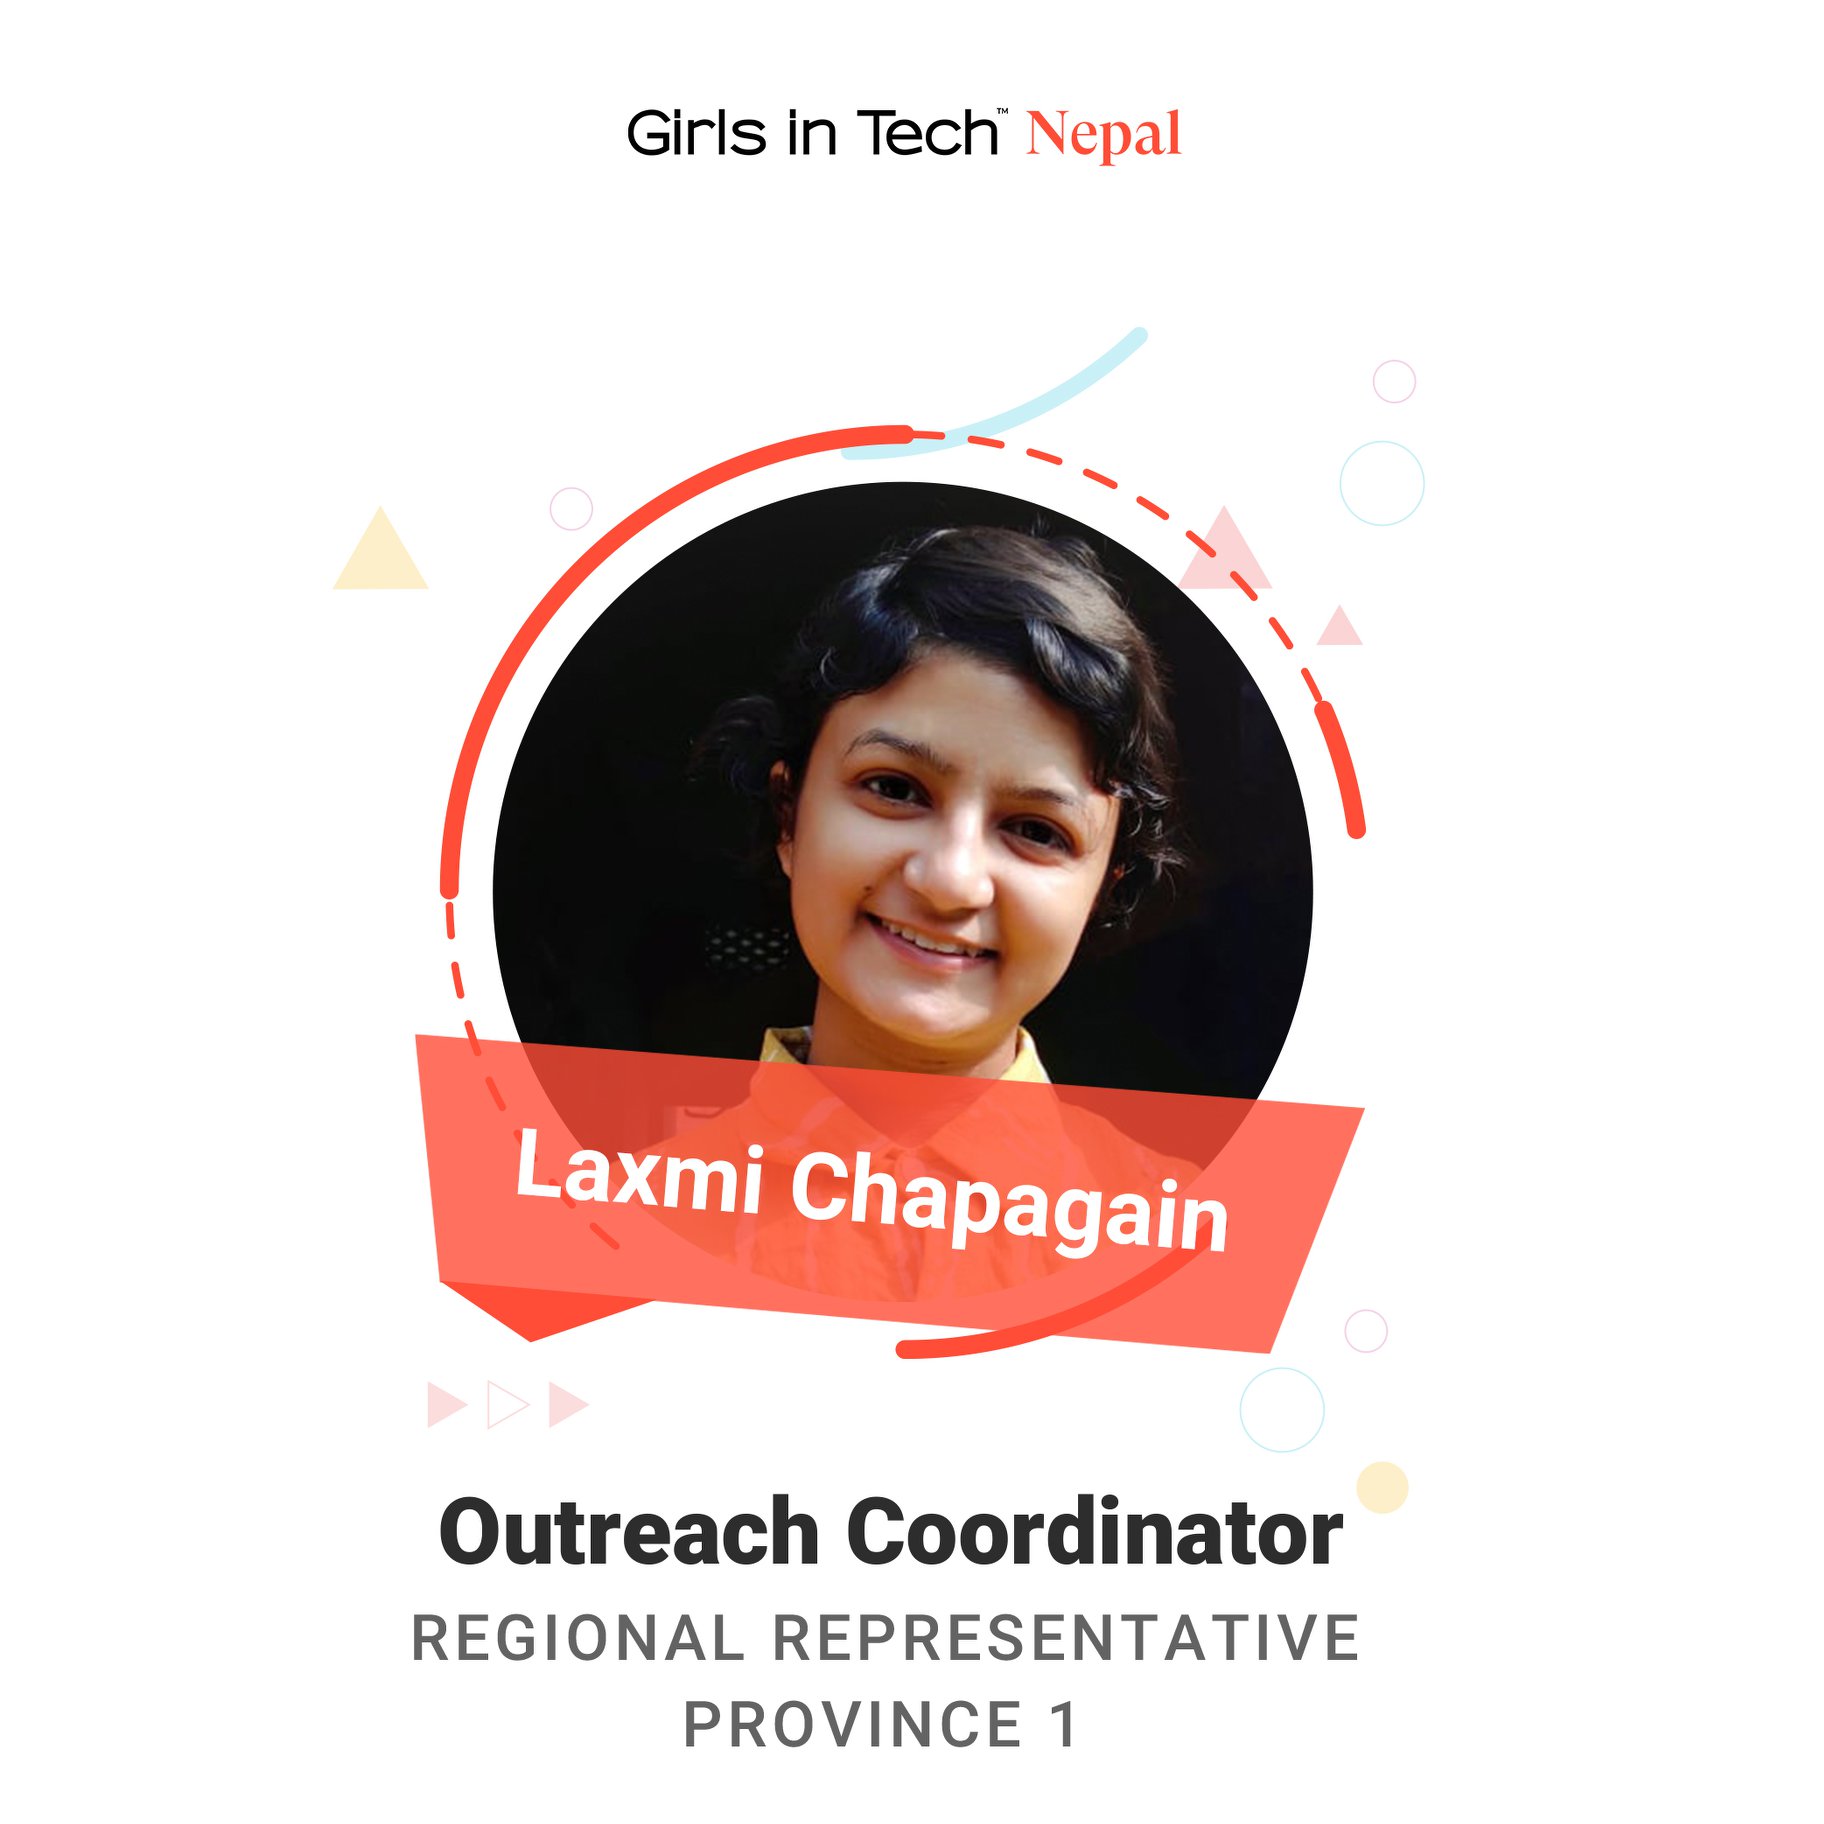 Girls in Tech™ Nepal
Laxmi Chapagain
Outreach Coordinator
REGIONAL REPRESENTATIVE
PROVINCE 1